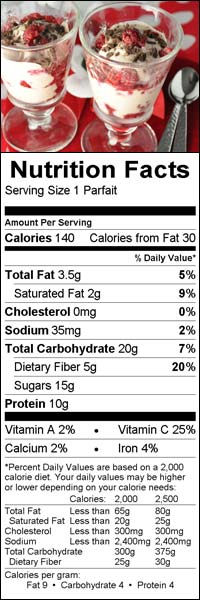 Nutrition Facts
Serving Size 1 Parfait
Amount Per Serving
Calories 140 Calories from Fat 30
% Daily Value*
Total Fat 3.5g 5%
Saturated Fat 2g 9%
Cholesterol 0mg 0%
Sodium 35mg 2%
Total Carbohydrate 20g 7%
Dietary Fiber 5g 20%
Sugars 15g
Protein 10g
Vitamin A 2% • Vitamin C 25%
Calcium 2% • Iron 4%
*Percent Daily Values are based on a 2,000
calorie diet. Your daily values may be higher
or lower depending on your calorie needs:
Calories: 2,000 2,500
Total Fat Less than 65g 80g
Saturated Fat Less than 20g 25g
Cholesterol Less than 300mg 300mg
Sodium Less than 2,400mg 2,400mg
Total Carbohydrate 300g 375g
Dietary Fiber 25g 30g
Calories per gram:
Fat 9 • Carbohydrate 4 • Protein 4